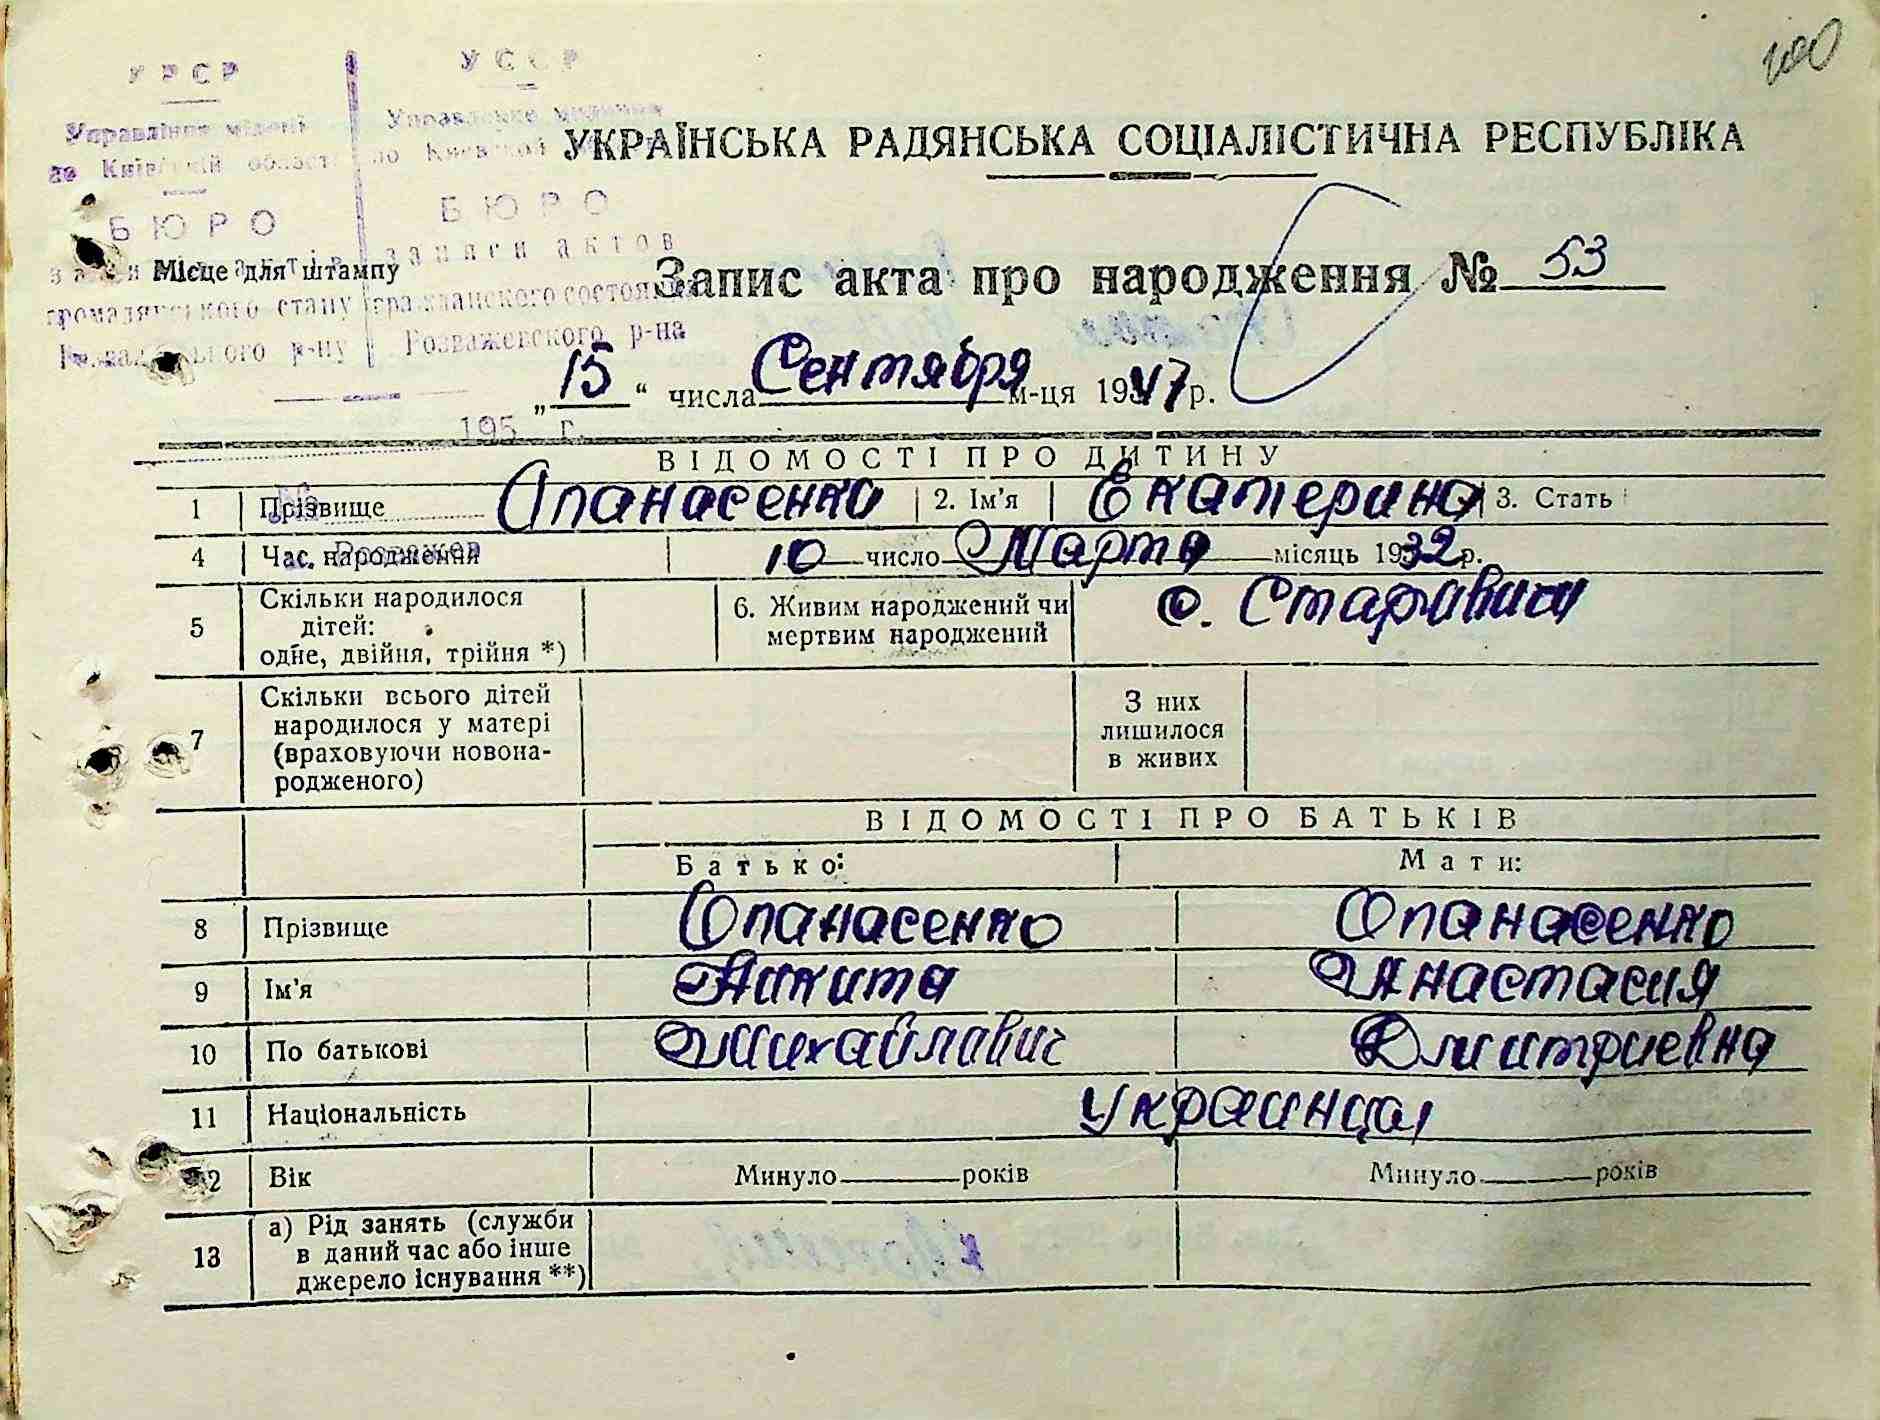 УРСР
УССР
Управління міліції
Управление милиции
УКРАЇНСЬКА РАДЯНСЬКА СОЦІАЛІСТИЧНА РЕСПУБЛІКА
по Київській області
по Киевской
БЮРО
БЮРО
записи актов
Місце для штампу
Запис акта про народження № 53
громадянського стану
гражданского состояния
р-ну
Розважевского р-на
„15“ числа Сентября м-ця 1947 р.
195 г.
ВІДОМОСТІ ПРО ДИТИНУ
1 Прізвище Опанасенко 2. Ім'я Екатерина 3. Стать
4 Час народження 10 число Марта місяць 1932 р.
5 Скільки народилося дітей: одне, двійня, трійня *) 6. Живим народжений чи мертвим народжений с. Старовичи
7 Скільки всього дітей народилося у матері (враховуючи новонародженого) З них лишилося в живих
ВІДОМОСТІ ПРО БАТЬКІВ
Батько: Мати:
8 Прізвище Опанасенко Опанасенко
9 Ім'я Никита Анастасия
10 По батькові Михайлович Дмитриевна
11 Національність Украинцы
12 Вік Минуло ростів років Минуло років
13 а) Рід занять (служби в даний час або інше джерело існування **)